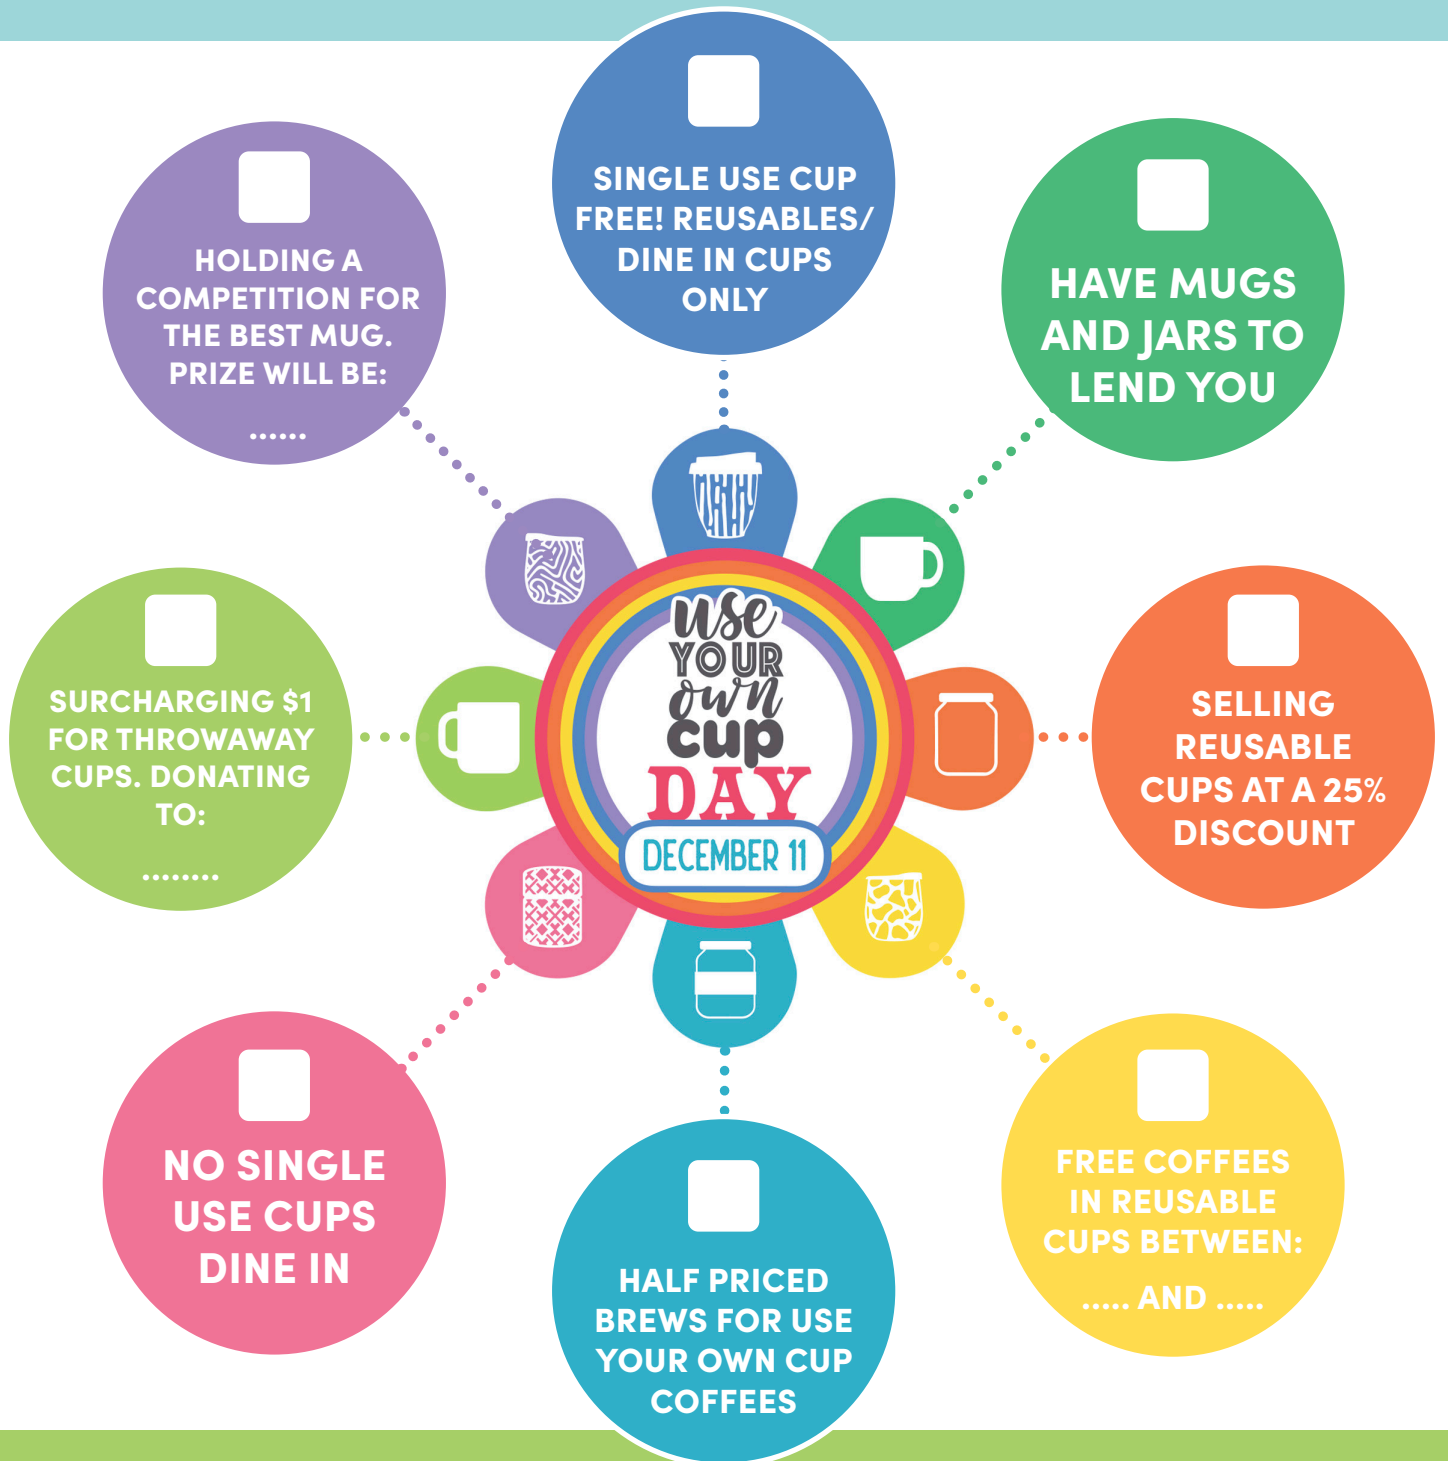 SINGLE USE CUP
FREE! REUSABLES/
DINE IN CUPS
ONLY
HOLDING A
COMPETITION FOR
THE BEST MUG.
PRIZE WILL BE:
......
HAVE MUGS
AND JARS TO
LEND YOU
SURCHARGING $1
FOR THROWAWAY
CUPS. DONATING
TO:
........
use
YOUR
own
cup
DAY
DECEMBER 11
SELLING
REUSABLE
CUPS AT A 25%
DISCOUNT
NO SINGLE
USE CUPS
DINE IN
HALF PRICED
BREWS FOR USE
YOUR OWN CUP
COFFEES
FREE COFFEES
IN REUSABLE
CUPS BETWEEN:
..... AND .....